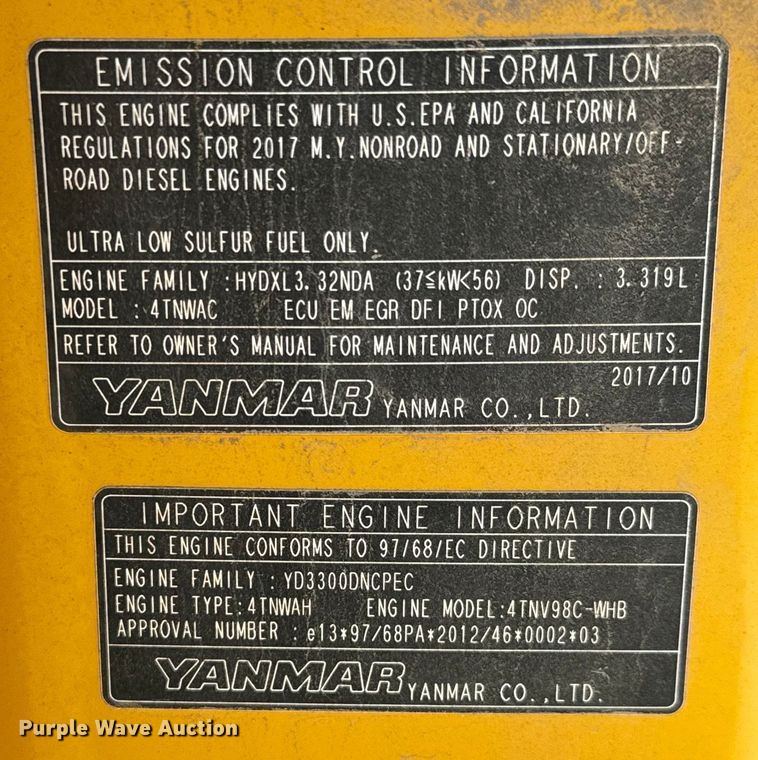 EMISSION CONTROL INFORMATION
THIS ENGINE COMPLIES WITH U.S.EPA AND CALIFORNIA
REGULATIONS FOR 2017 M.Y.NONROAD AND STATIONARY/OFF-
ROAD DIESEL ENGINES.
ULTRA LOW SULFUR FUEL ONLY.
ENGINE FAMILY :HYDXL3.32NDA (37≦kW<56) DISP. : 3.319L
MODEL :4TNWAC ECU EM EGR DFI PTOX OC
REFER TO OWNER'S MANUAL FOR MAINTENANCE AND ADJUSTMENTS.
2017/10
YANMAR YANMAR CO.,LTD.
IMPORTANT ENGINE INFORMATION
THIS ENGINE CONFORMS TO 97/68/EC DIRECTIVE
ENGINE FAMILY : YD3300DNCPEC
ENGINE TYPE:4TNWAH ENGINE MODEL:4TNV98C-WHB
APPROVAL NUMBER : e13*97/68PA*2012/46*0002*03
YANMAR YANMAR CO.,LTD.
Purple Wave Auction